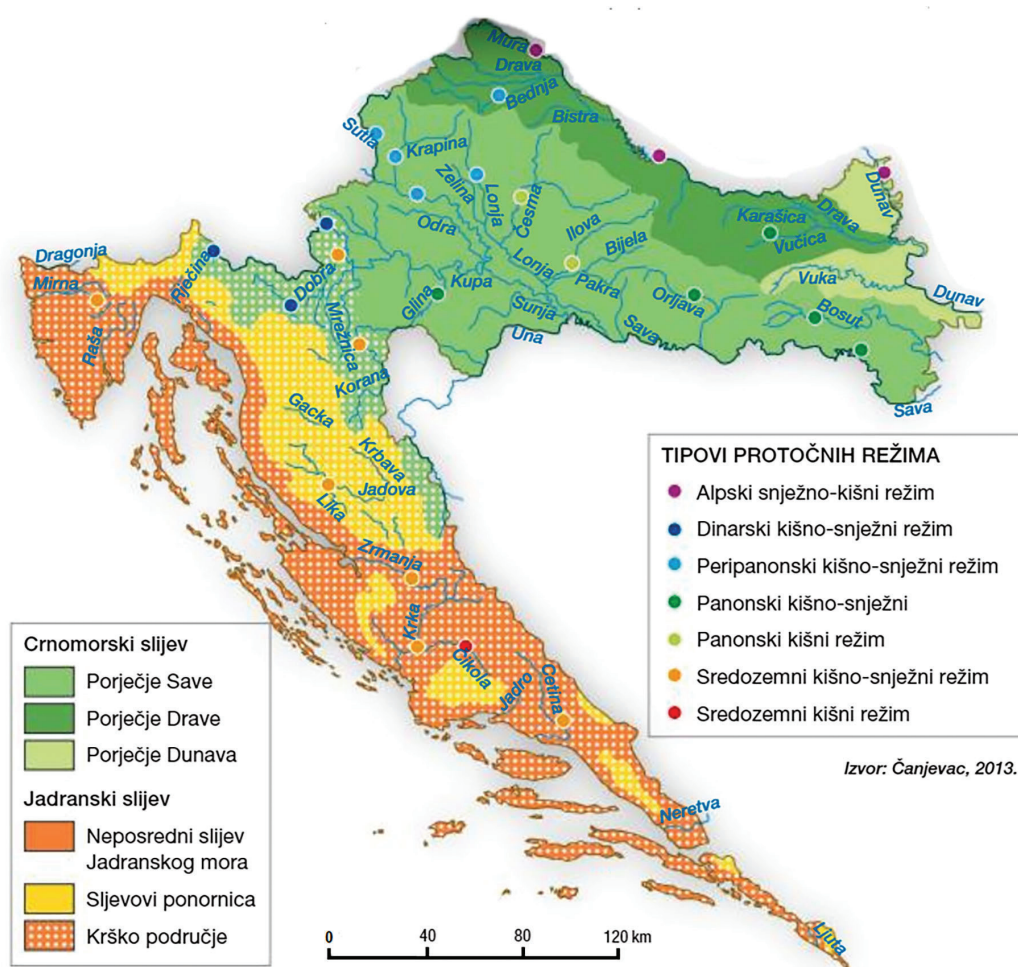 Mura
Drava
Bednja
Bistra
Sutla
Krapina
Zelina
Lonja
Česma
Odra
Ilova
Bijela
Karašica
Drava
Dunav
Vučica
Vuka
Dunav
Dragonja
Mirna
Rječina
Raša
Dobra
Mrežnica
Korana
Glina
Kupa
Lonja
Pakra
Sunja
Una
Sava
Orljava
Bosut
Sava
Gacka
Krbava
Jadova
Lika
Zrmanja
Krka
Čikola
Jadro
Cetina
Neretva
Ljuta
TIPOVI PROTOČNIH REŽIMA
Alpski snježno-kišni režim
Dinarski kišno-snježni režim
Peripanonski kišno-snježni režim
Panonski kišno-snježni
Panonski kišni režim
Sredozemni kišno-snježni režim
Sredozemni kišni režim
Izvor: Čanjevac, 2013.
Crnomorski slijev
Porječje Save
Porječje Drave
Porječje Dunava
Jadranski slijev
Neposredni slijev
Jadranskog mora
Sljevovi ponornica
Krško područje
0 40 80 120 km